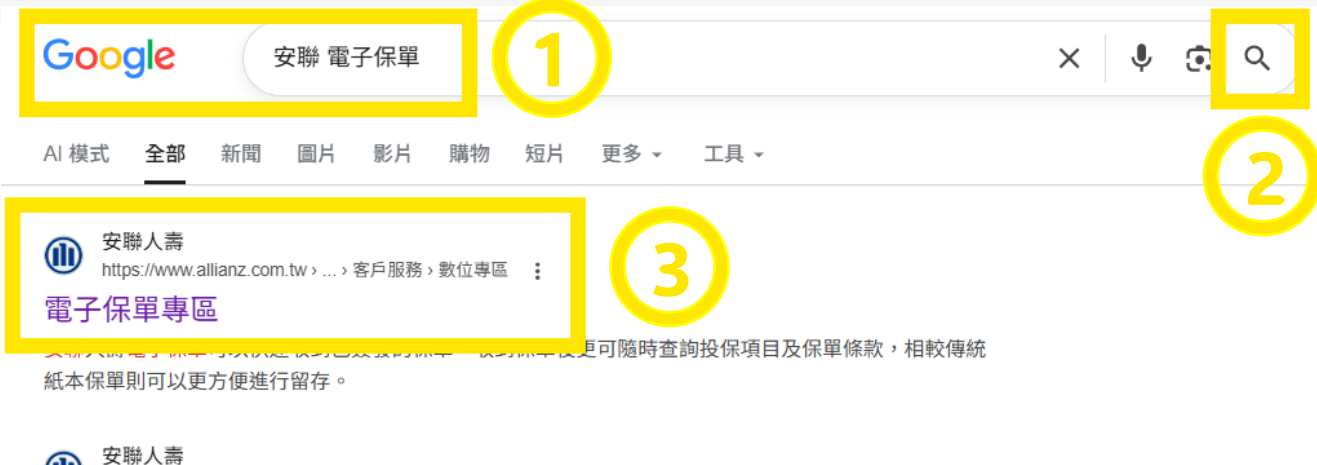 Google
安聯 電子保單
1
2
AI 模式 全部 新聞 圖片 影片 購物 短片 更多 工具
安聯人壽
https://www.allianz.com.tw › ... › 客戶服務 › 數位專區
電子保單專區
3
更可隨時查詢投保項目及保單條款，相較傳統
紙本保單則可以更方便進行留存。
安聯人壽